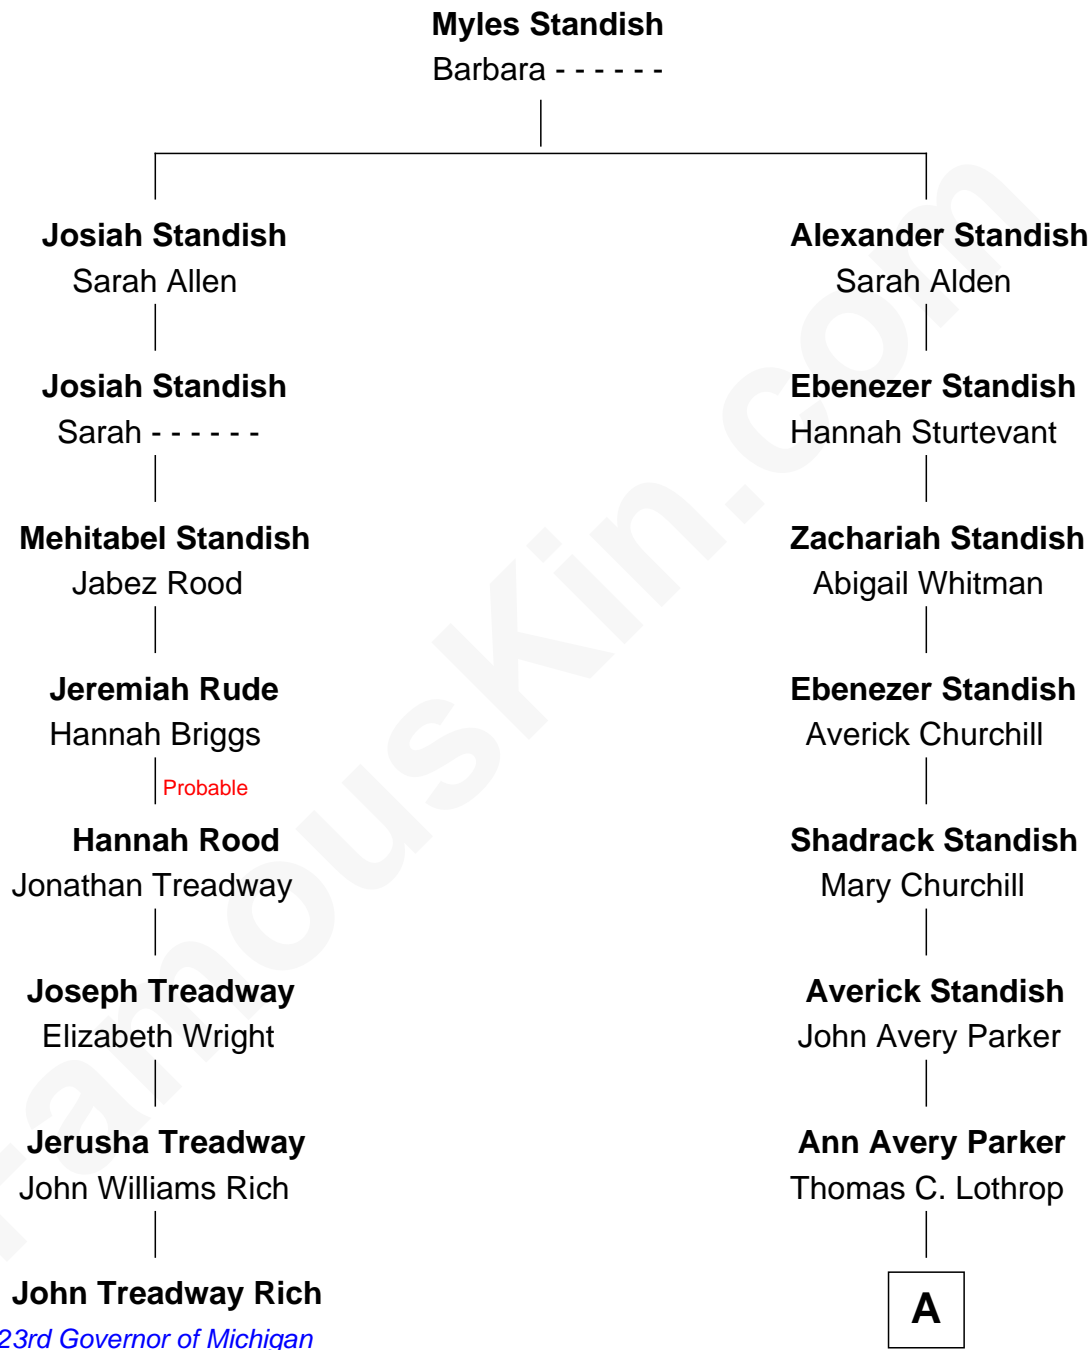 Myles Standish
Barbara - - - - - -
Josiah Standish
Sarah Allen
Alexander Standish
Sarah Alden
Josiah Standish
Sarah - - - - - -
Ebenezer Standish
Hannah Sturtevant
Mehitabel Standish
Jabez Rood
Zachariah Standish
Abigail Whitman
Jeremiah Rude
Hannah Briggs
Ebenezer Standish
Averick Churchill
Probable
Hannah Rood
Jonathan Treadway
Shadrack Standish
Mary Churchill
Joseph Treadway
Elizabeth Wright
Averick Standish
John Avery Parker
Jerusha Treadway
John Williams Rich
Ann Avery Parker
Thomas C. Lothrop
John Treadway Rich
23rd Governor of Michigan
A
FamousKin.com